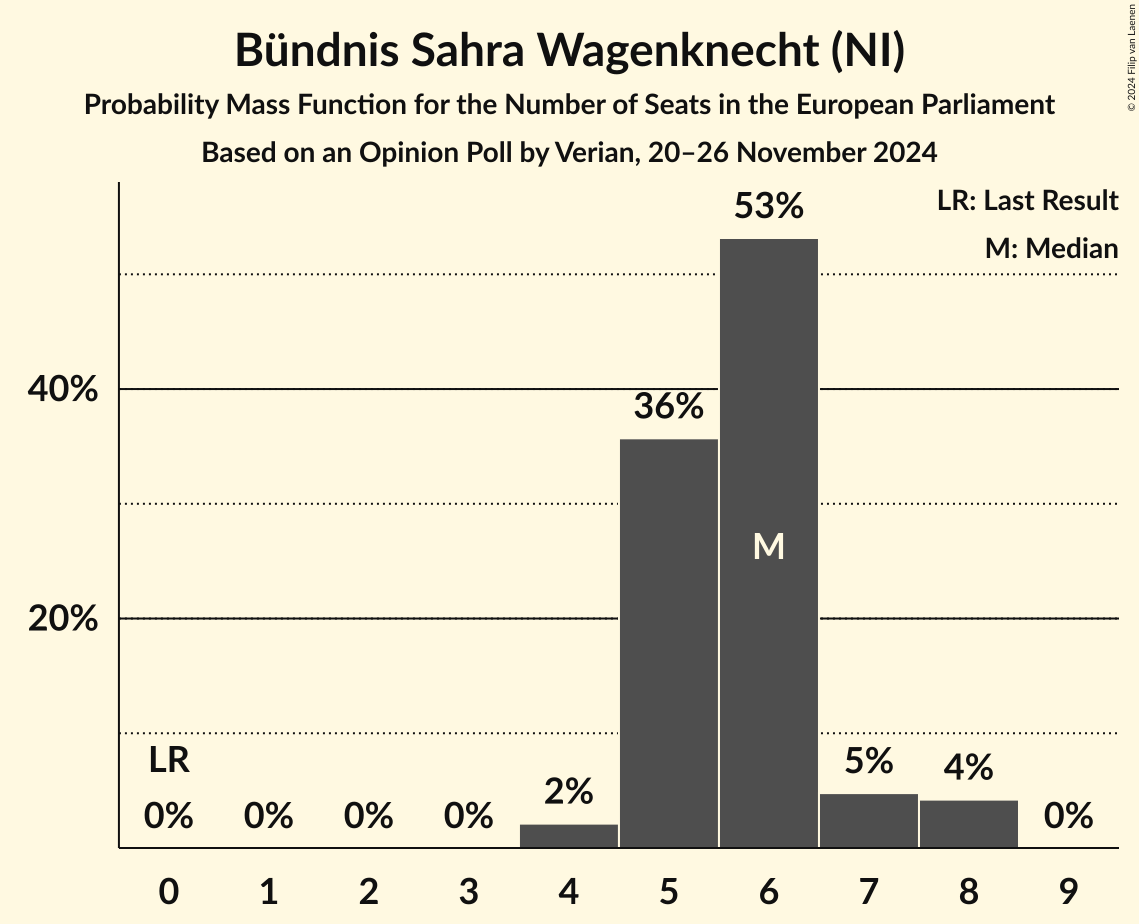 Bündnis Sahra Wagenknecht (NI)
Probability Mass Function for the Number of Seats in the European Parliament
Based on an Opinion Poll by Verian, 20–26 November 2024
© 2024 Filip van Laenen
LR: Last Result
M: Median
53%
40%
36%
M
20%
LR
0%
0%
0%
0%
2%
5%
4%
0%
0 1 2 3 4 5 6 7 8 9